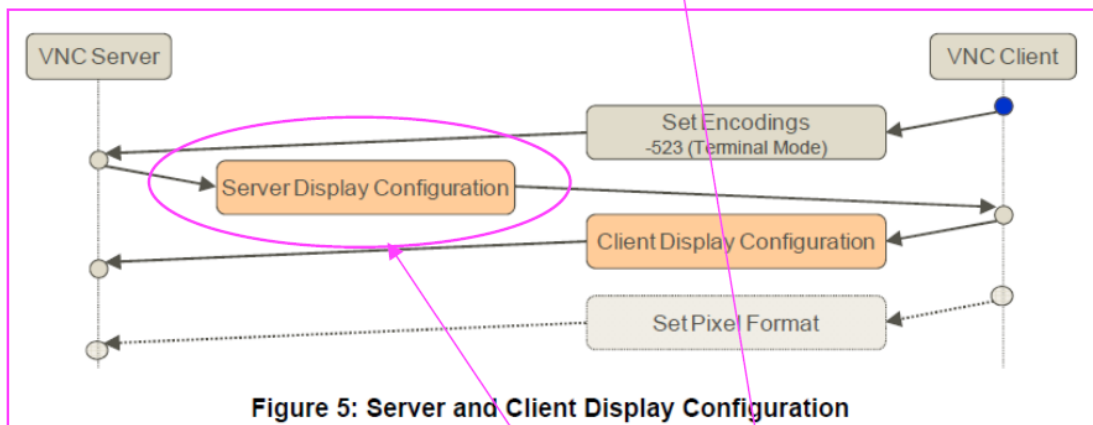 VNC Server
VNC Client
Set Encodings
-523 (Terminal Mode)
Server Display Configuration
Client Display Configuration
Set Pixel Format
Figure 5: Server and Client Display Configuration